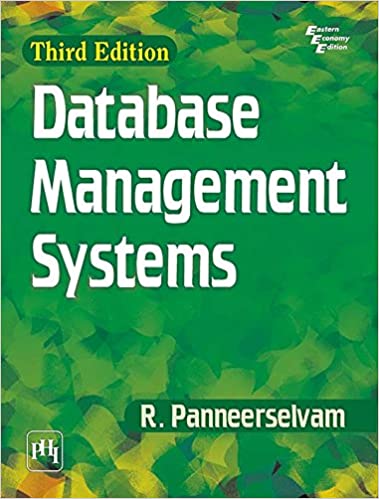 Third Edition
Eastern
Economy
Edition
Database
Management
Systems
R. Panneerselvam
PHI